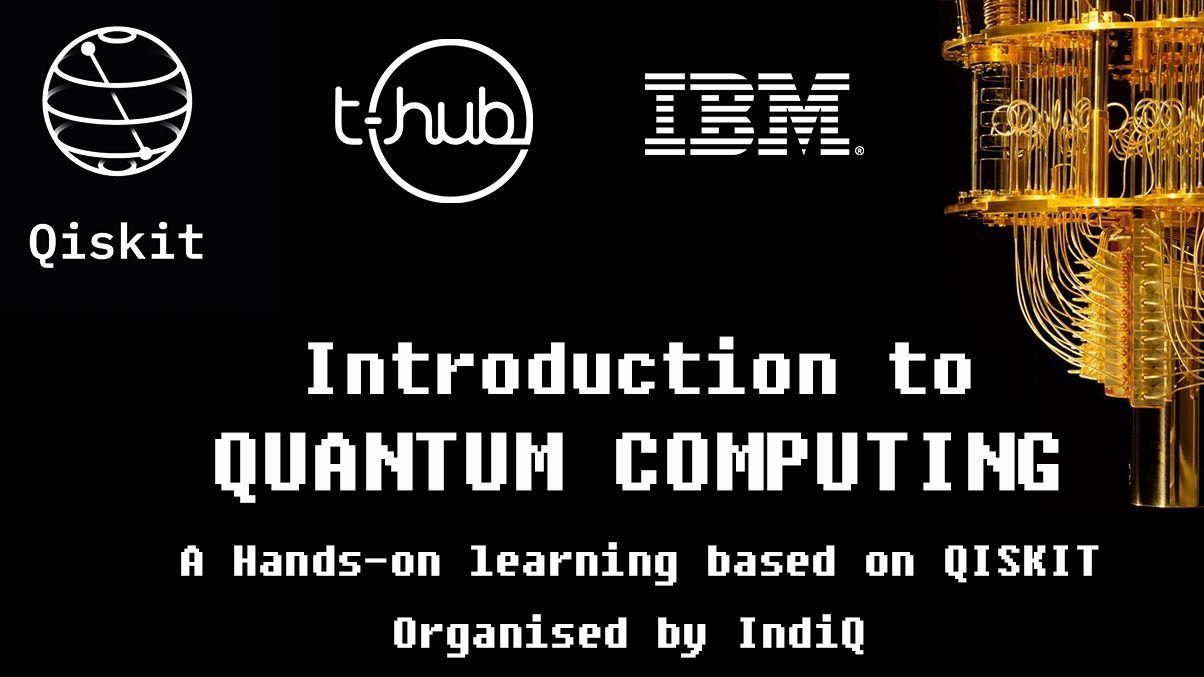 Qiskit
t-hub
IBM®
Introduction to
QUANTUM COMPUTING
A Hands-on learning based on QISKIT
Organised by IndiQ